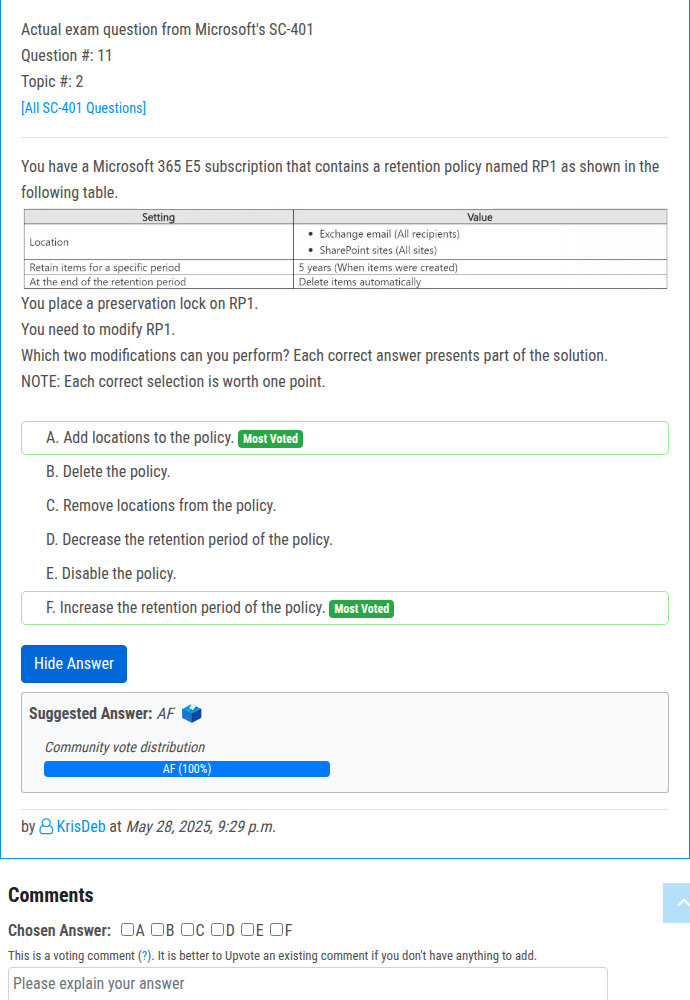 Actual exam question from Microsoft's SC-401
Question #: 11
Topic #: 2
[All SC-401 Questions]
You have a Microsoft 365 E5 subscription that contains a retention policy named RP1 as shown in the
following table.
Setting Value
Location
• Exchange email (All recipients)
• SharePoint sites (All sites)
Retain items for a specific period 5 years (When items were created)
At the end of the retention period Delete items automatically
You place a preservation lock on RP1.
You need to modify RP1.
Which two modifications can you perform? Each correct answer presents part of the solution.
NOTE: Each correct selection is worth one point.
A. Add locations to the policy. Most Voted
B. Delete the policy.
C. Remove locations from the policy.
D. Decrease the retention period of the policy.
E. Disable the policy.
F. Increase the retention period of the policy. Most Voted
Hide Answer
Suggested Answer: AF
Community vote distribution
AF (100%)
by KrisDeb at May 28, 2025, 9:29 p.m.
Comments
Chosen Answer: A B C D E F
This is a voting comment (?). It is better to Upvote an existing comment if you don't have anything to add.
Please explain your answer